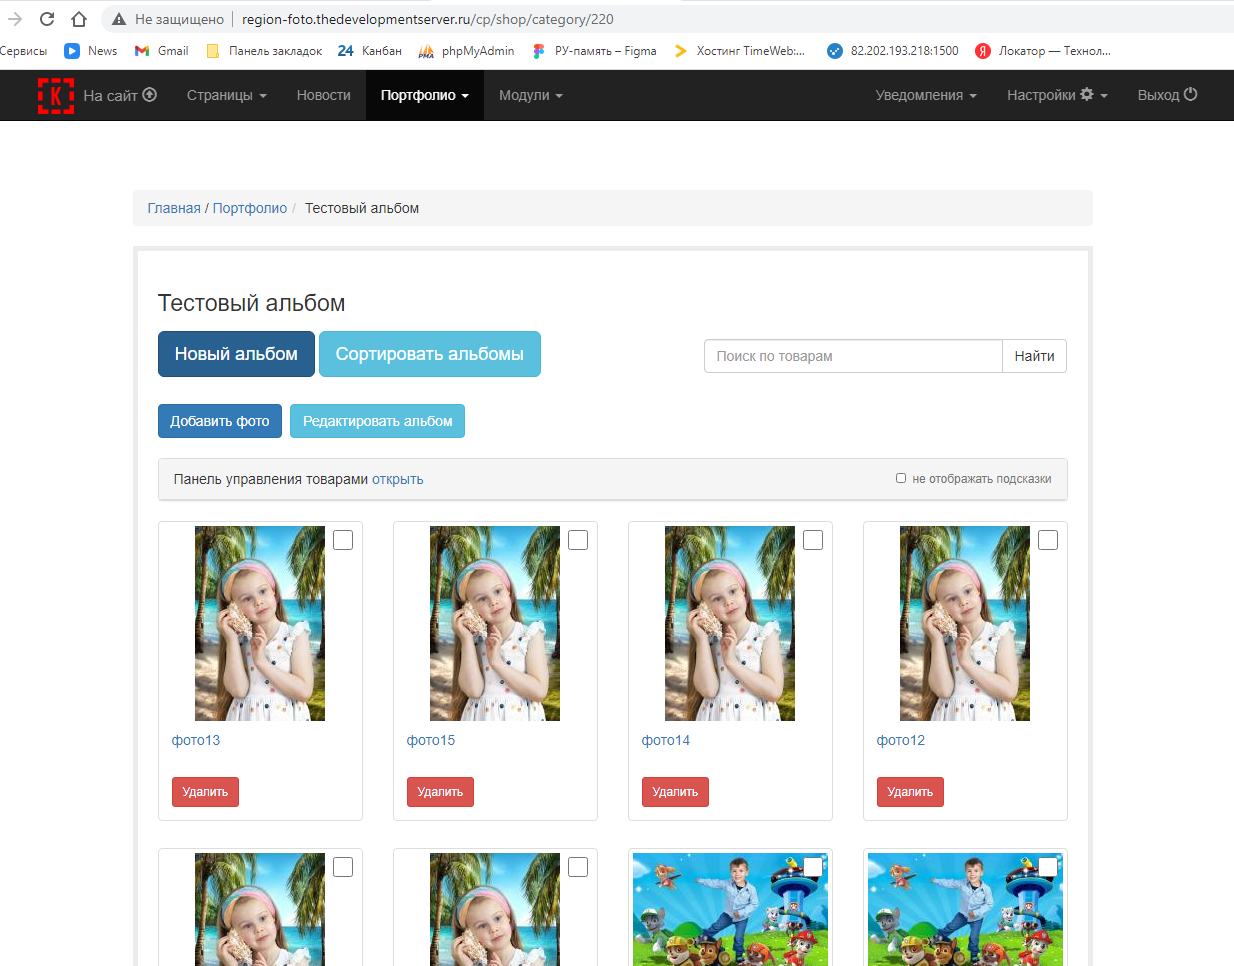 Не защищено region-foto.thedevelopmentserver.ru/cp/shop/category/220
Сервисы News Gmail Панель закладок 24 Канбан phpMyAdmin РУ-память – Figma Хостинг TimeWeb:... 82.202.193.218:1500 Я Локатор — Технол...
К На сайт Страницы Новости Портфолио Модули Уведомления Настройки Выход
Главная / Портфолио / Тестовый альбом
Тестовый альбом
Новый альбом Сортировать альбомы Поиск по товарам Найти
Добавить фото Редактировать альбом
Панель управления товарами открыть не отображать подсказки
фото13 фото15 фото14 фото12
Удалить Удалить Удалить Удалить